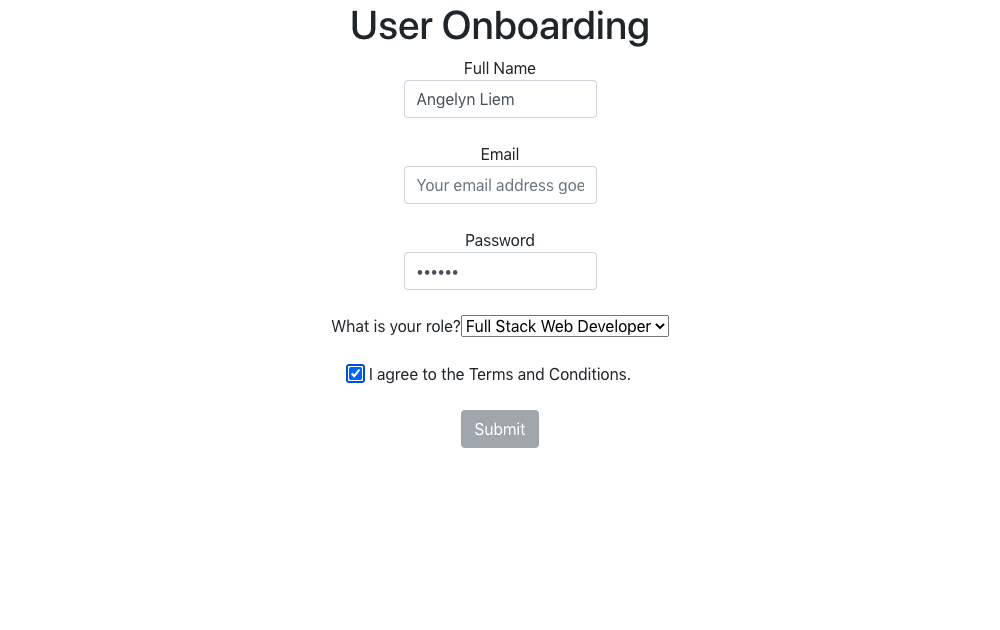 User Onboarding
Full Name
Angelyn Liem
Email
Your email address goe
Password
••••••
What is your role? Full Stack Web Developer
I agree to the Terms and Conditions.
Submit